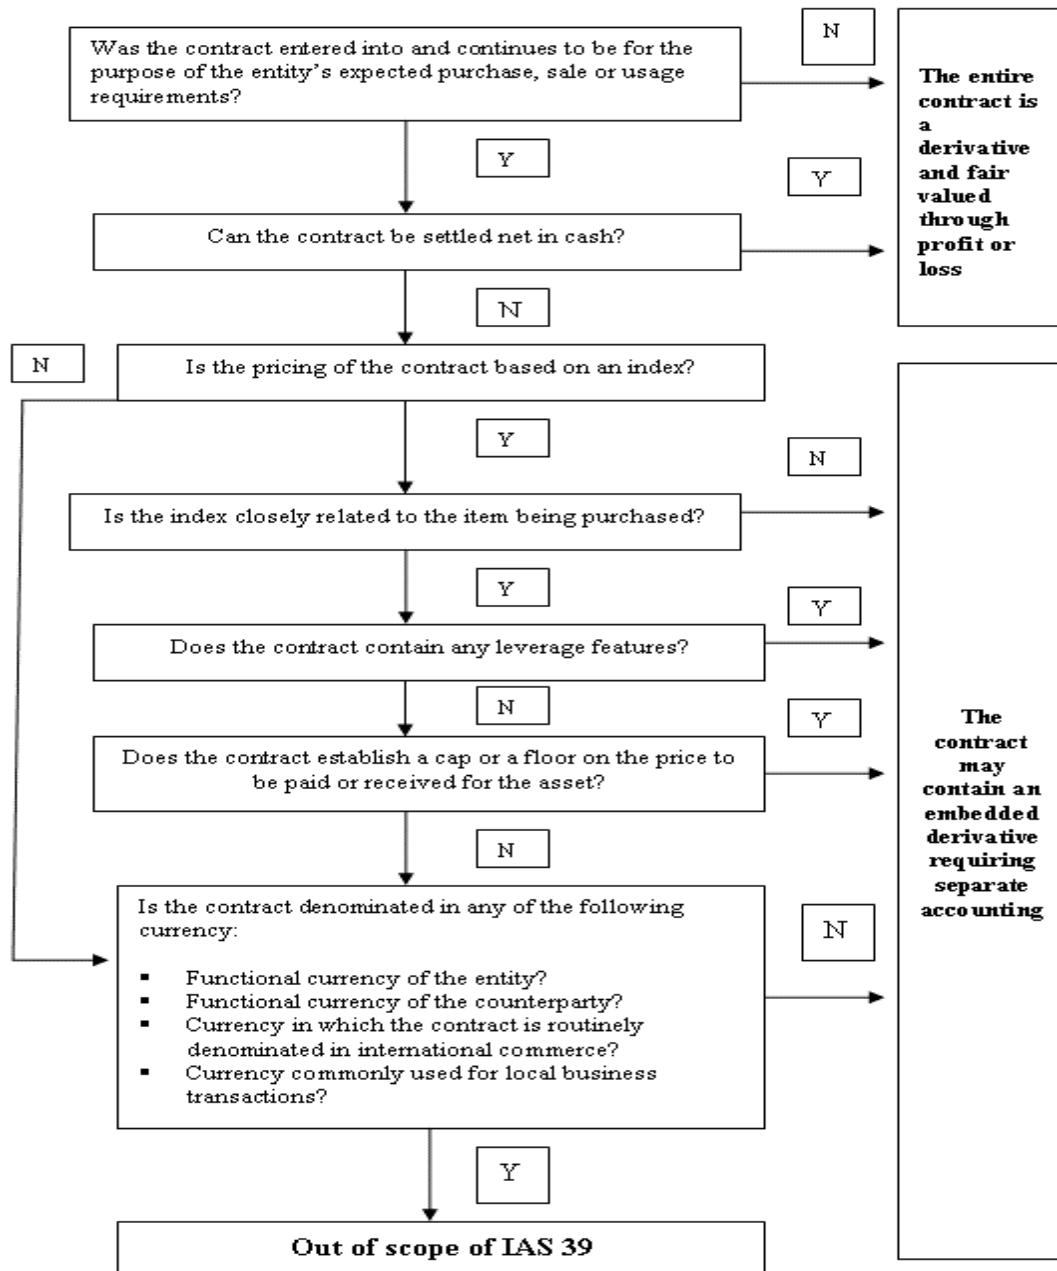 Was the contract entered into and continues to be for the
purpose of the entity's expected purchase, sale or usage
requirements?
N
The entire
contract is
a
derivative
and fair
valued
through
profit or
loss
Y
Y
Can the contract be settled net in cash?
N
N
Is the pricing of the contract based on an index?
Y
N
Is the index closely related to the item being purchased?
Y
Y
Does the contract contain any leverage features?
N
Y
Does the contract establish a cap or a floor on the price to
be paid or received for the asset?
N
The
contract
may
contain an
embedded
derivative
requiring
separate
accounting
Is the contract denominated in any of the following
currency:
▪ Functional currency of the entity?
▪ Functional currency of the counterparty?
▪ Currency in which the contract is routinely
denominated in international commerce?
▪ Currency commonly used for local business
transactions?
N
Y
Out of scope of IAS 39